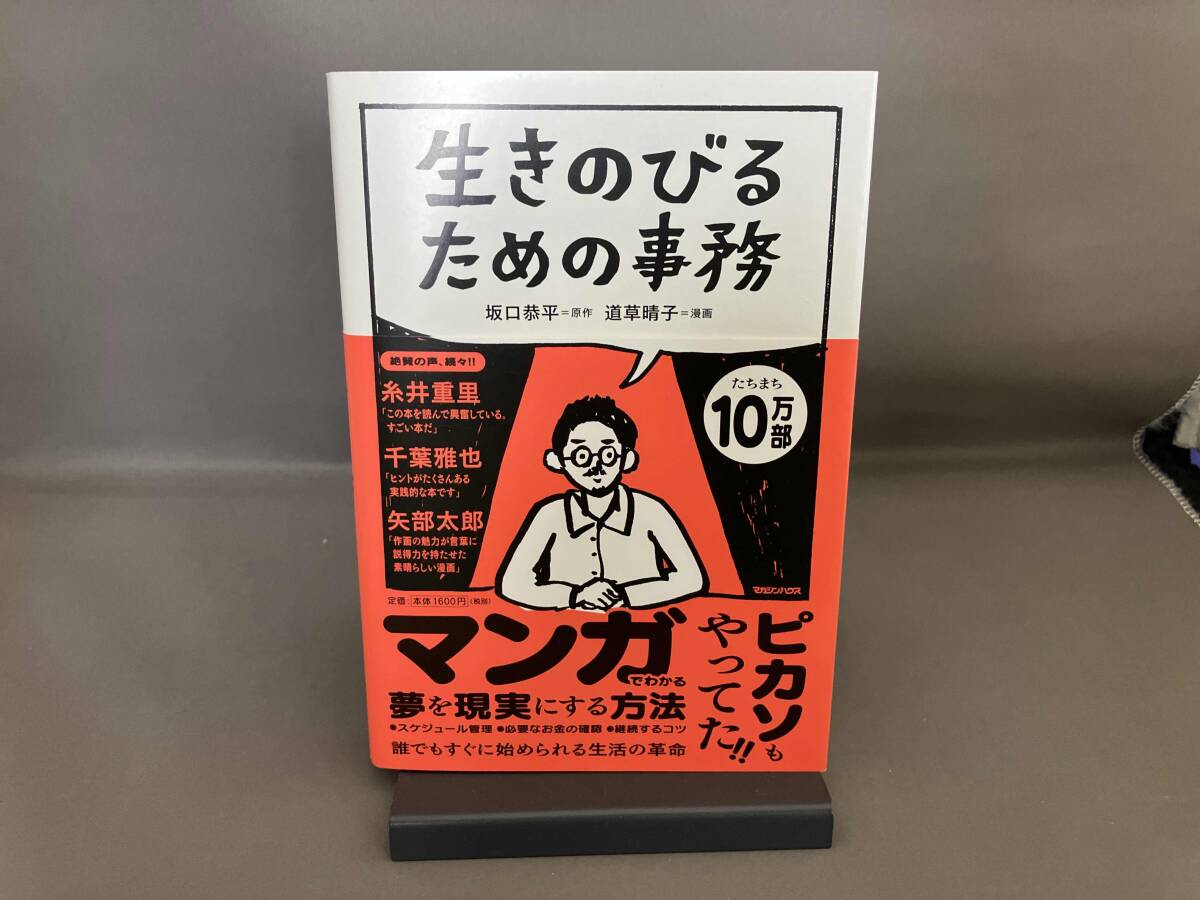 生きのびる
ための事務
坂口恭平=原作 道草晴子=漫画
絶賛の声、続々!!
糸井重里
「この本を読んで興奮している。
すごい本だ」
千葉雅也
「ヒントがたくさんある
実践的な本です」
矢部太郎
「作画の魅力が言葉に
説得力を持たせた
素晴らしい漫画」
たちまち
10万部
マガジンハウス
定価:本体1600円(税別)
ピカソも
やってた!!
マンガでわかる
夢を現実にする方法
●スケジュール管理 ●必要なお金の確認 ●継続するコツ
誰でもすぐに始められる生活の革命